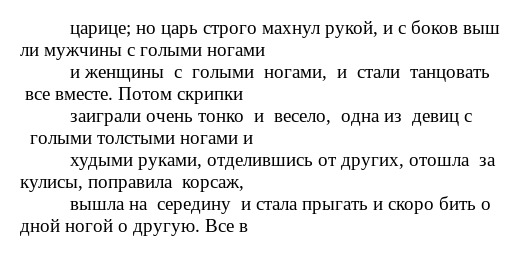 царице; но царь строго махнул рукой, и с боков выш
ли мужчины с голыми ногами
и женщины с голыми ногами, и стали танцовать
все вместе. Потом скрипки
заиграли очень тонко и весело, одна из девиц с
голыми толстыми ногами и
худыми руками, отделившись от других, отошла за
кулисы, поправила корсаж,
вышла на середину и стала прыгать и скоро бить о
дной ногой о другую. Все в